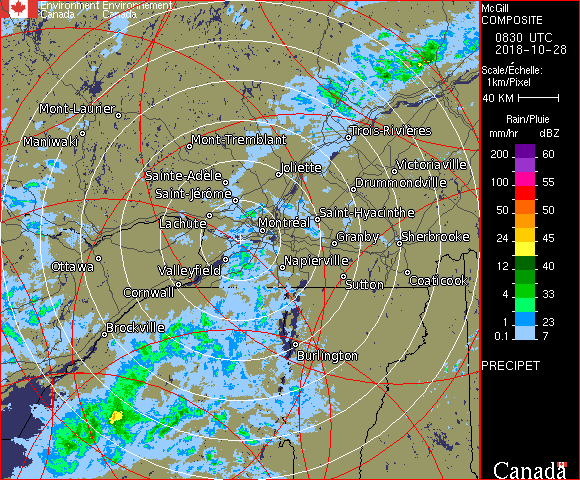 Environment Environnement
Canada Canada
McGill
COMPOSITE
0830 UTC
2018-10-28
Scale/Échelle:
1km/Pixel
40 KM
Rain/Pluie
mm/hr dBZ
200 60
100 55
50 50
24 45
12 40
4 33
1 23
0.1 7
PRECIPET
Canada
Mont-Laurier
Maniwaki
Mont-Tremblant
Trois-Rivières
Sainte-Adèle
Joliette
Victoriaville
Saint-Jérôme
Drummondville
Lachute
Montréal
Saint-Hyacinthe
Granby
Sherbrooke
Ottawa
Valleyfield
Napierville
Cornwall
Sutton
Coaticook
Brockville
Burlington